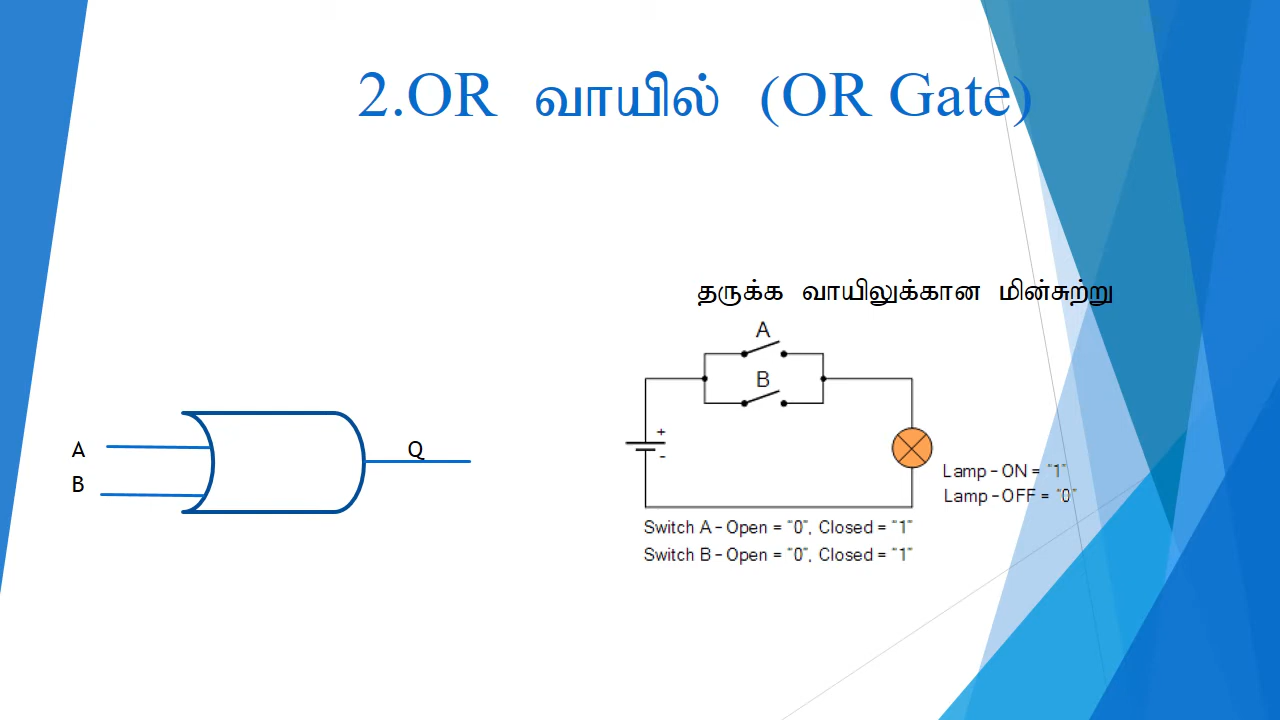 2.OR வாயில் (OR Gate)
தருக்க வாயிலுக்கான மின்சுற்று
A
B
+
-
Lamp - ON = "1"
Lamp - OFF = "0"
Switch A - Open = "0", Closed = "1"
Switch B - Open = "0", Closed = "1"
A
B
Q